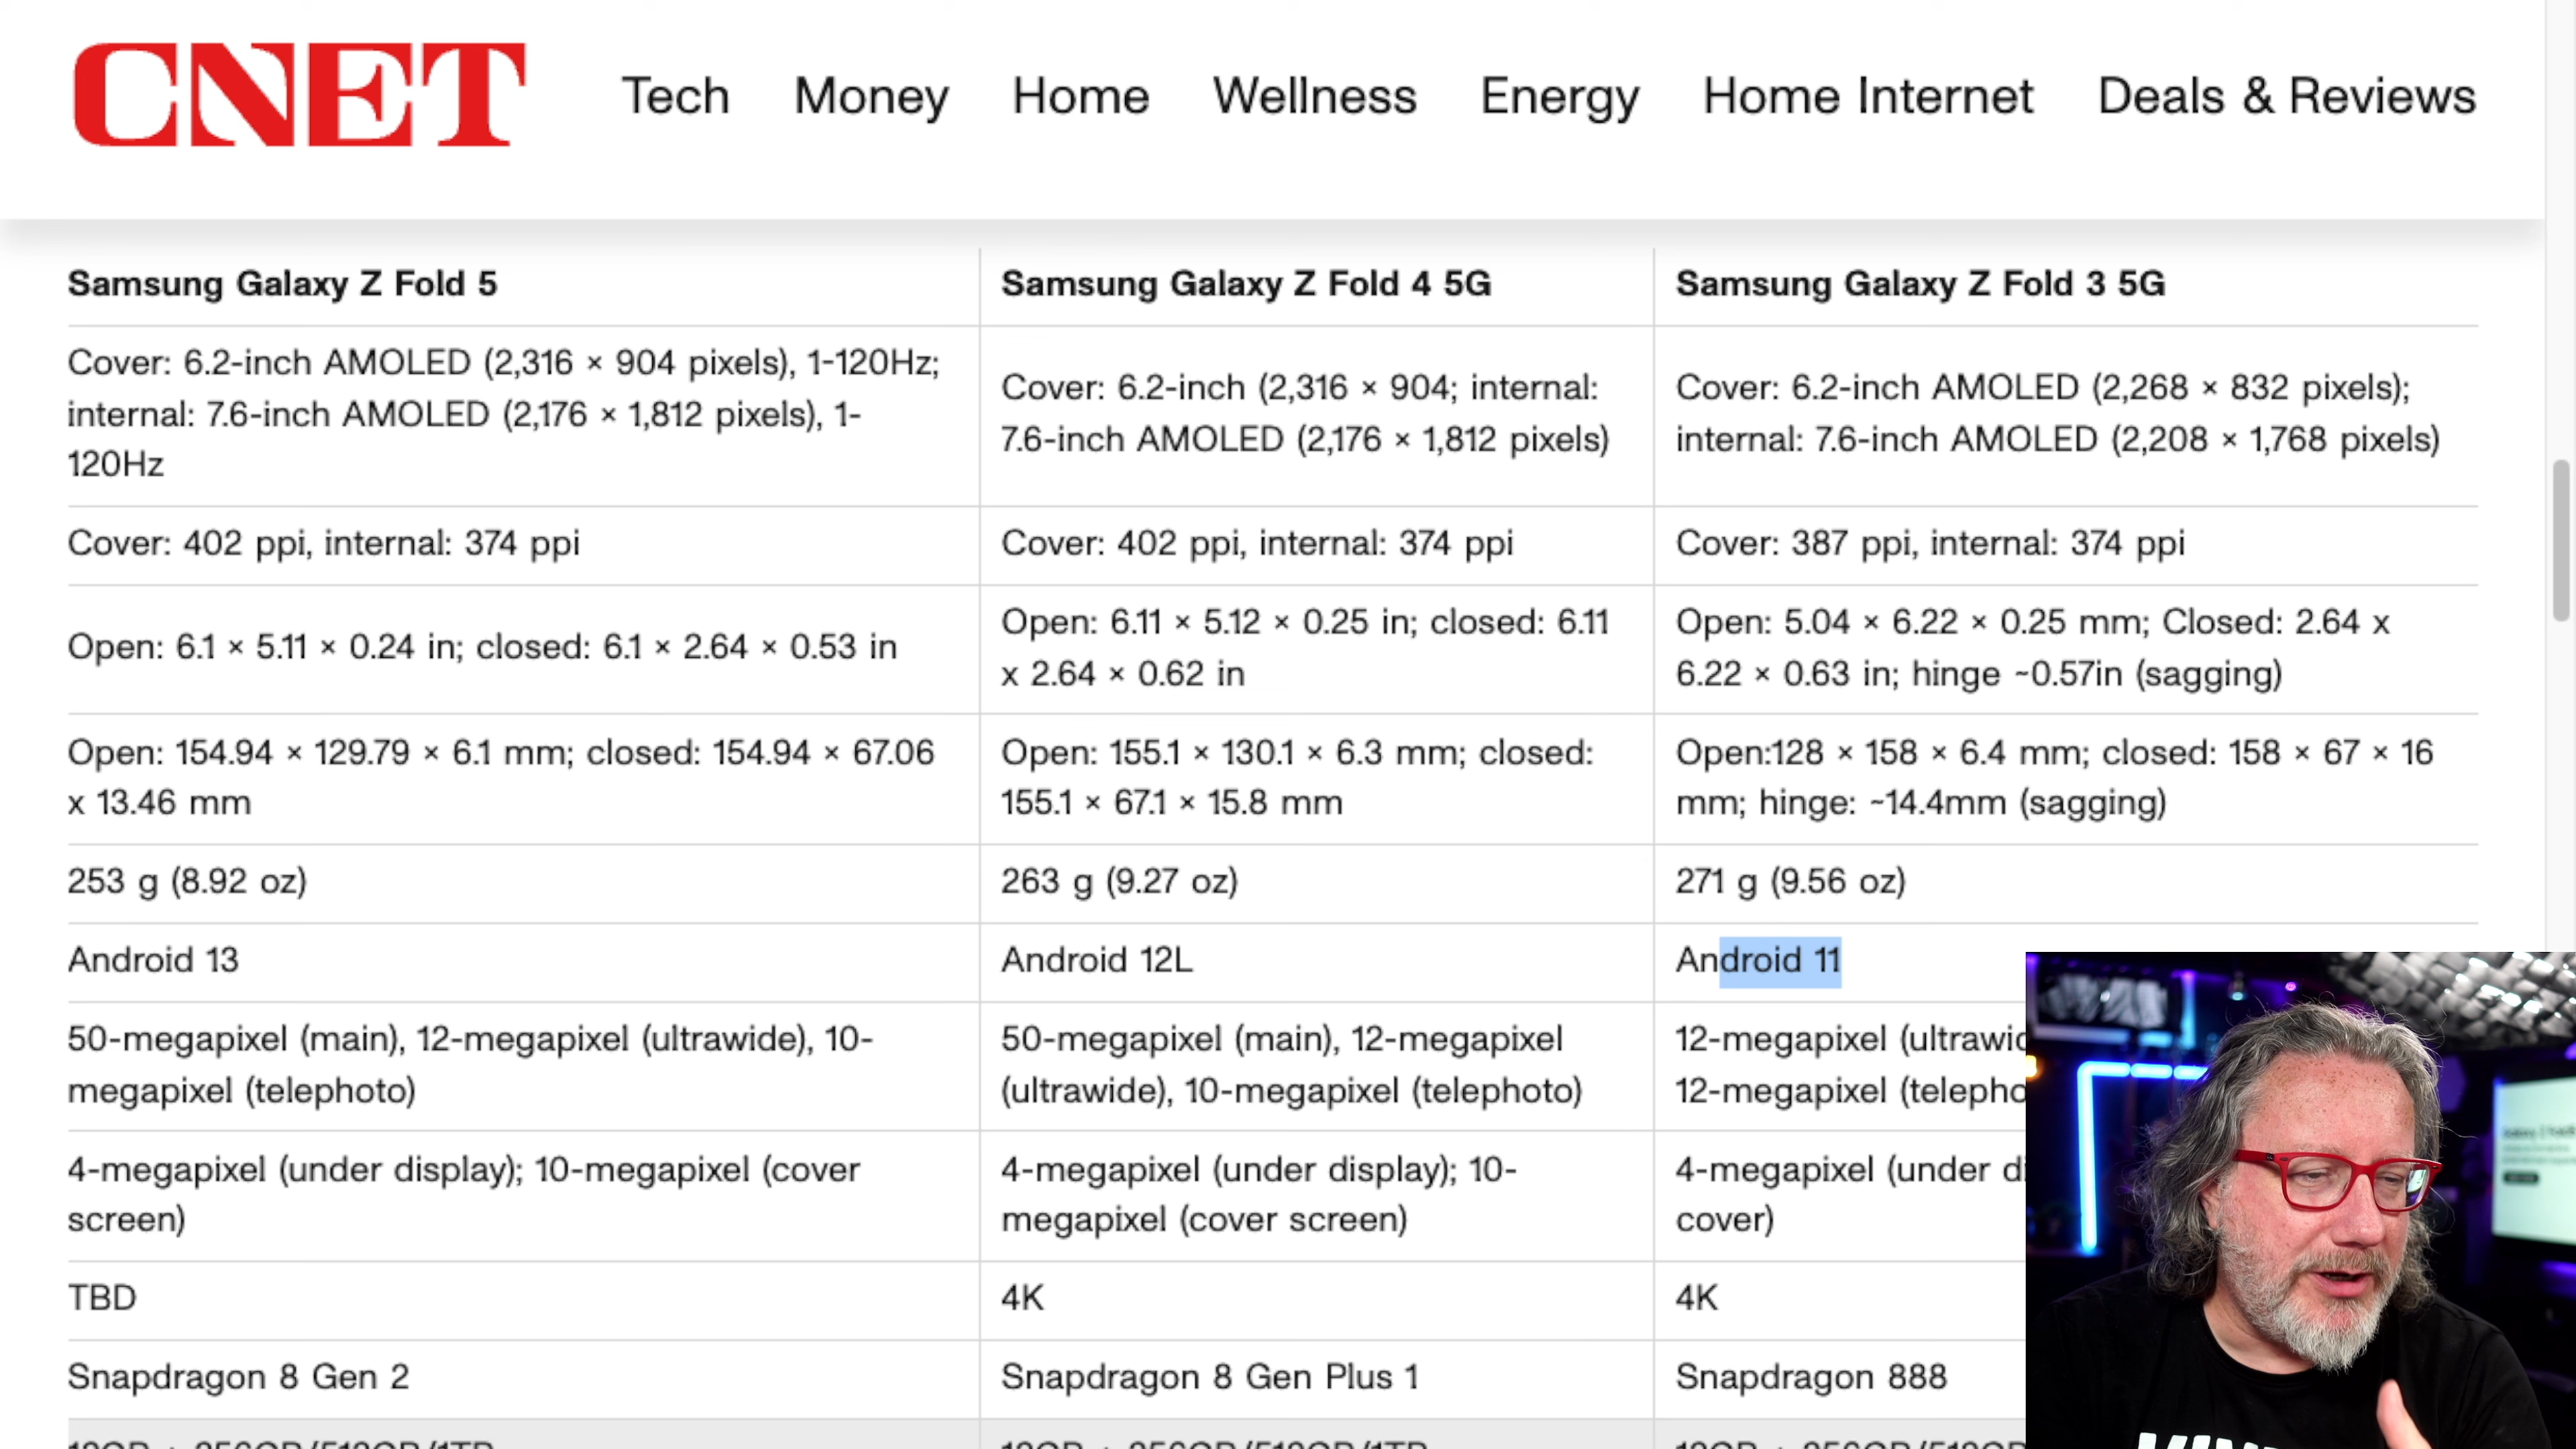 CNET
Tech Money Home Wellness Energy Home Internet Deals & Reviews
Samsung Galaxy Z Fold 5
Samsung Galaxy Z Fold 4 5G
Samsung Galaxy Z Fold 3 5G
Cover: 6.2-inch AMOLED (2,316 × 904 pixels), 1-120Hz;
internal: 7.6-inch AMOLED (2,176 × 1,812 pixels), 1-
120Hz
Cover: 6.2-inch (2,316 × 904; internal:
7.6-inch AMOLED (2,176 × 1,812 pixels)
Cover: 6.2-inch AMOLED (2,268 × 832 pixels);
internal: 7.6-inch AMOLED (2,208 × 1,768 pixels)
Cover: 402 ppi, internal: 374 ppi
Cover: 402 ppi, internal: 374 ppi
Cover: 387 ppi, internal: 374 ppi
Open: 6.1 × 5.11 × 0.24 in; closed: 6.1 × 2.64 × 0.53 in
Open: 6.11 × 5.12 × 0.25 in; closed: 6.11
x 2.64 × 0.62 in
Open: 5.04 × 6.22 × 0.25 mm; Closed: 2.64 x
6.22 × 0.63 in; hinge ~0.57in (sagging)
Open: 154.94 × 129.79 × 6.1 mm; closed: 154.94 × 67.06
x 13.46 mm
Open: 155.1 × 130.1 × 6.3 mm; closed:
155.1 × 67.1 × 15.8 mm
Open:128 × 158 × 6.4 mm; closed: 158 × 67 × 16
mm; hinge: ~14.4mm (sagging)
253 g (8.92 oz)
263 g (9.27 oz)
271 g (9.56 oz)
Android 13
Android 12L
Android 11
50-megapixel (main), 12-megapixel (ultrawide), 10-
megapixel (telephoto)
50-megapixel (main), 12-megapixel
(ultrawide), 10-megapixel (telephoto)
12-megapixel (ultrawid
12-megapixel (telepho
4-megapixel (under display); 10-megapixel (cover
screen)
4-megapixel (under display); 10-
megapixel (cover screen)
4-megapixel (under di
cover)
TBD
4K
4K
Snapdragon 8 Gen 2
Snapdragon 8 Gen Plus 1
Snapdragon 888